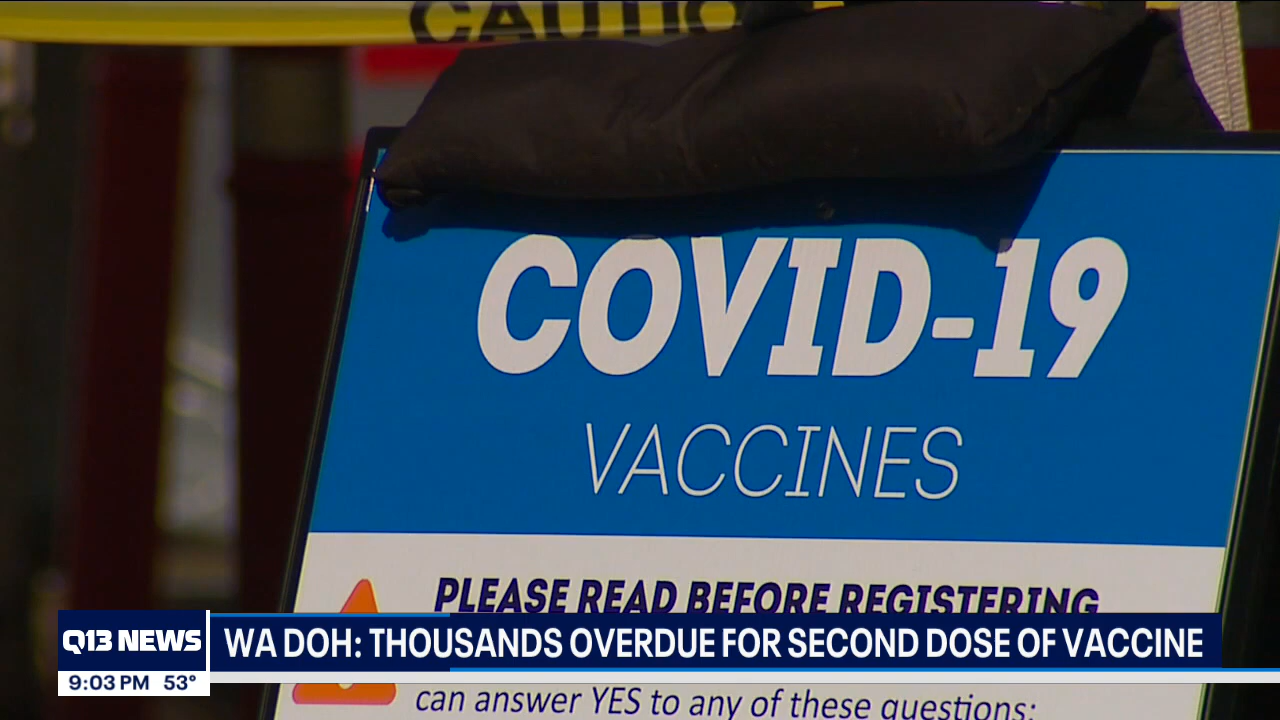 CAUTIO
COVID-19
VACCINES
PLEASE READ BEFORE REGISTERING
Q13 NEWS
WA DOH: THOUSANDS OVERDUE FOR SECOND DOSE OF VACCINE
9:03 PM 53°
can answer YES to any of these questions: